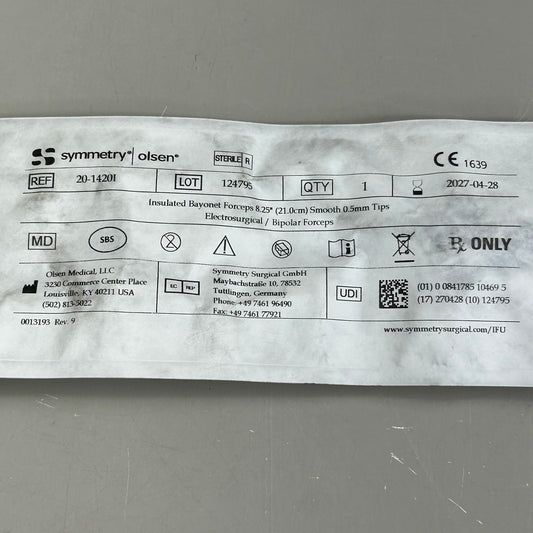 symmetry® olsen® STERILE R CE 1639
REF 20-1420I LOT 124795 QTY 1 2027-04-28
Insulated Bayonet Forceps 8.25" (21.0cm) Smooth 0.5mm Tips
Electrosurgical / Bipolar Forceps
MD SBS Rx ONLY
Olsen Medical, LLC
3230 Commerce Center Place
Louisville, KY 40211 USA
(502) 813-5022
EC REP
Symmetry Surgical GmbH
Maybachstraße 10, 78532
Tuttlingen, Germany
Phone: +49 7461 96490
Fax: +49 7461 77921
UDI
(01) 0 0841785 10469 5
(17) 270428 (10) 124795
0013193 Rev. 9
www.symmetrysurgical.com/IFU